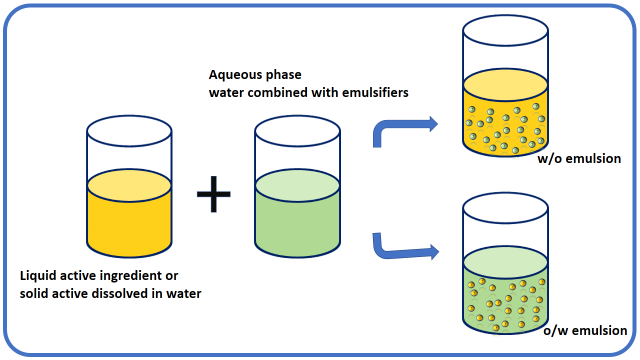 Aqueous phase
water combined with emulsifiers
w/o emulsion
Liquid active ingredient or
solid active dissolved in water
o/w emulsion